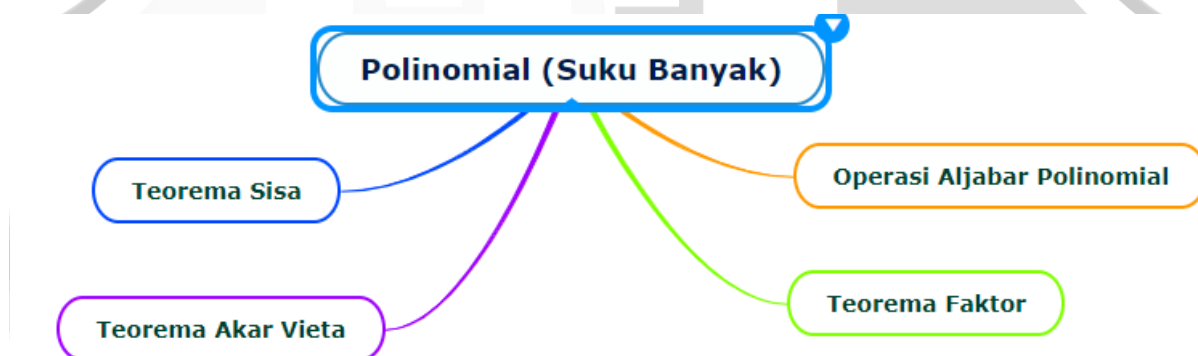 Polinomial (Suku Banyak)
Teorema Sisa
Operasi Aljabar Polinomial
Teorema Akar Vieta
Teorema Faktor